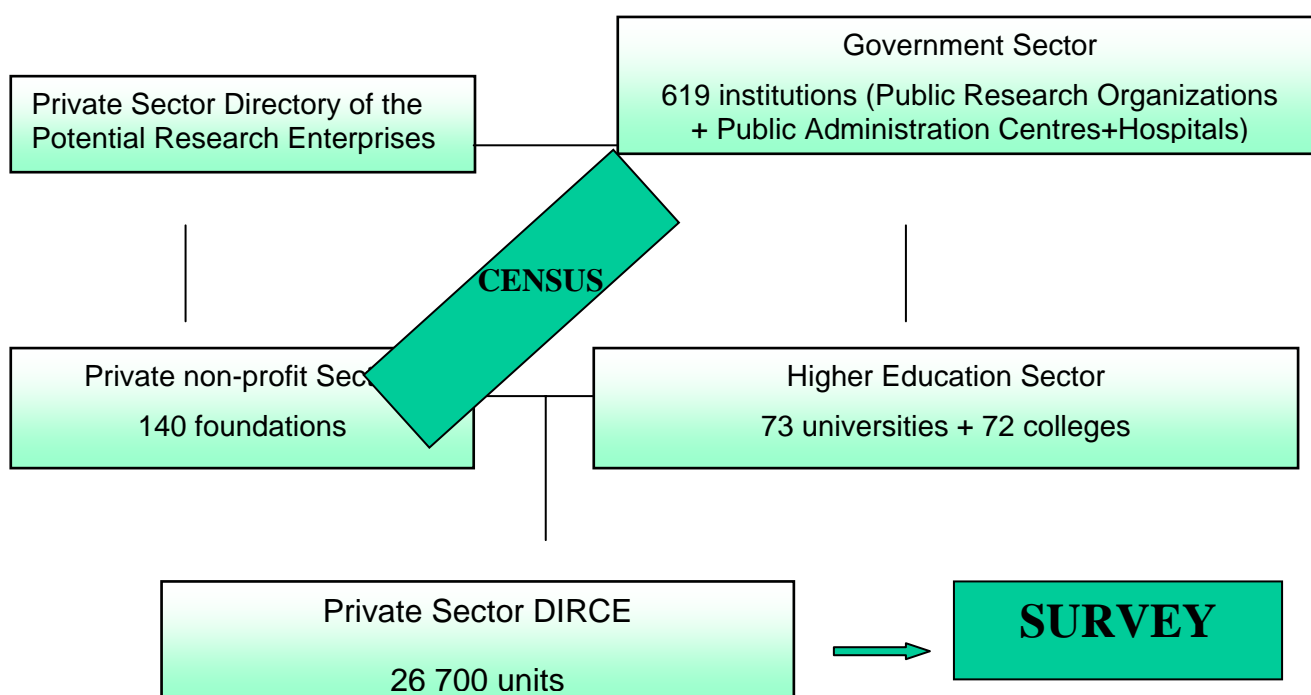 Government Sector
619 institutions (Public Research Organizations
+ Public Administration Centres+Hospitals)
Private Sector Directory of the
Potential Research Enterprises
CENSUS
Private non-profit Sect
140 foundations
Higher Education Sector
73 universities + 72 colleges
Private Sector DIRCE
26 700 units
SURVEY